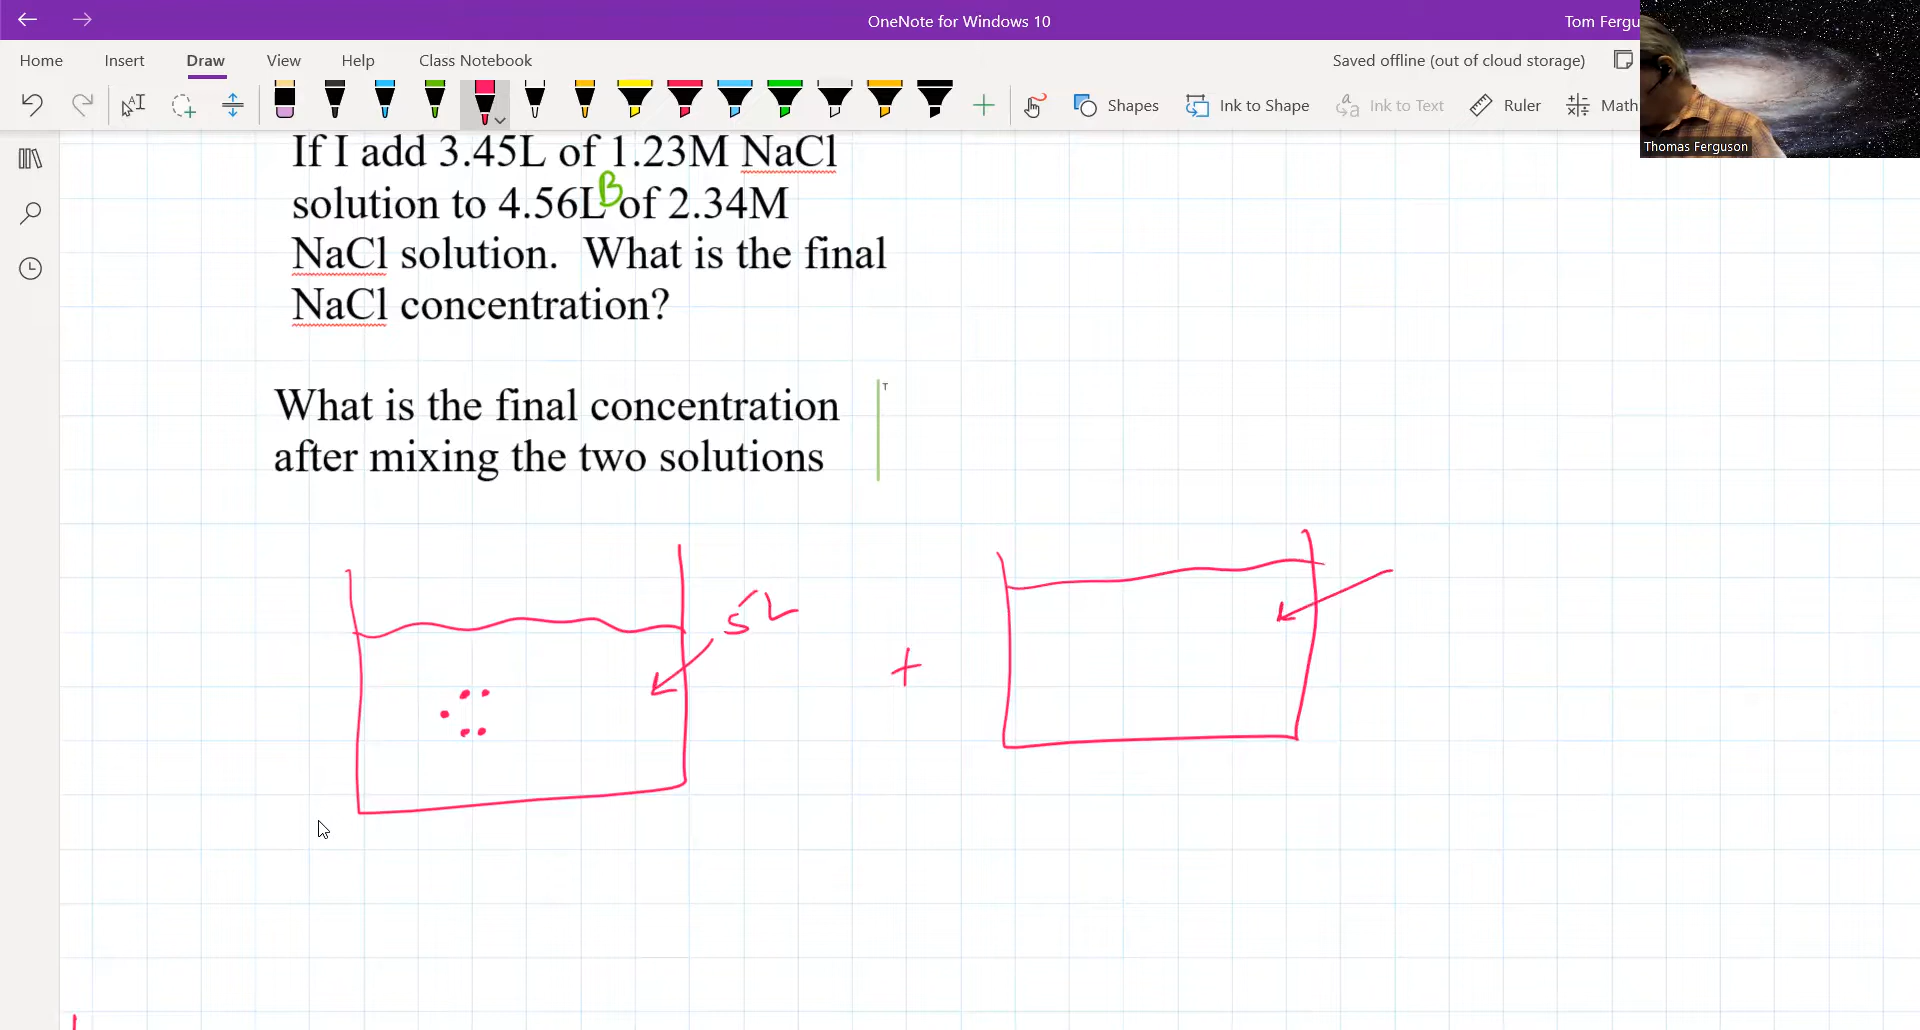 OneNote for Windows 10
Tom Fergu
Home
Insert
Draw
View
Help
Class Notebook
Saved offline (out of cloud storage)
Shapes
Ink to Shape
Ink to Text
Ruler
Math
Thomas Ferguson
If I add 3.45L of 1.23M NaCl
solution to 4.56L B of 2.34M
NaCl solution. What is the final
NaCl concentration?
What is the final concentration
after mixing the two solutions
+